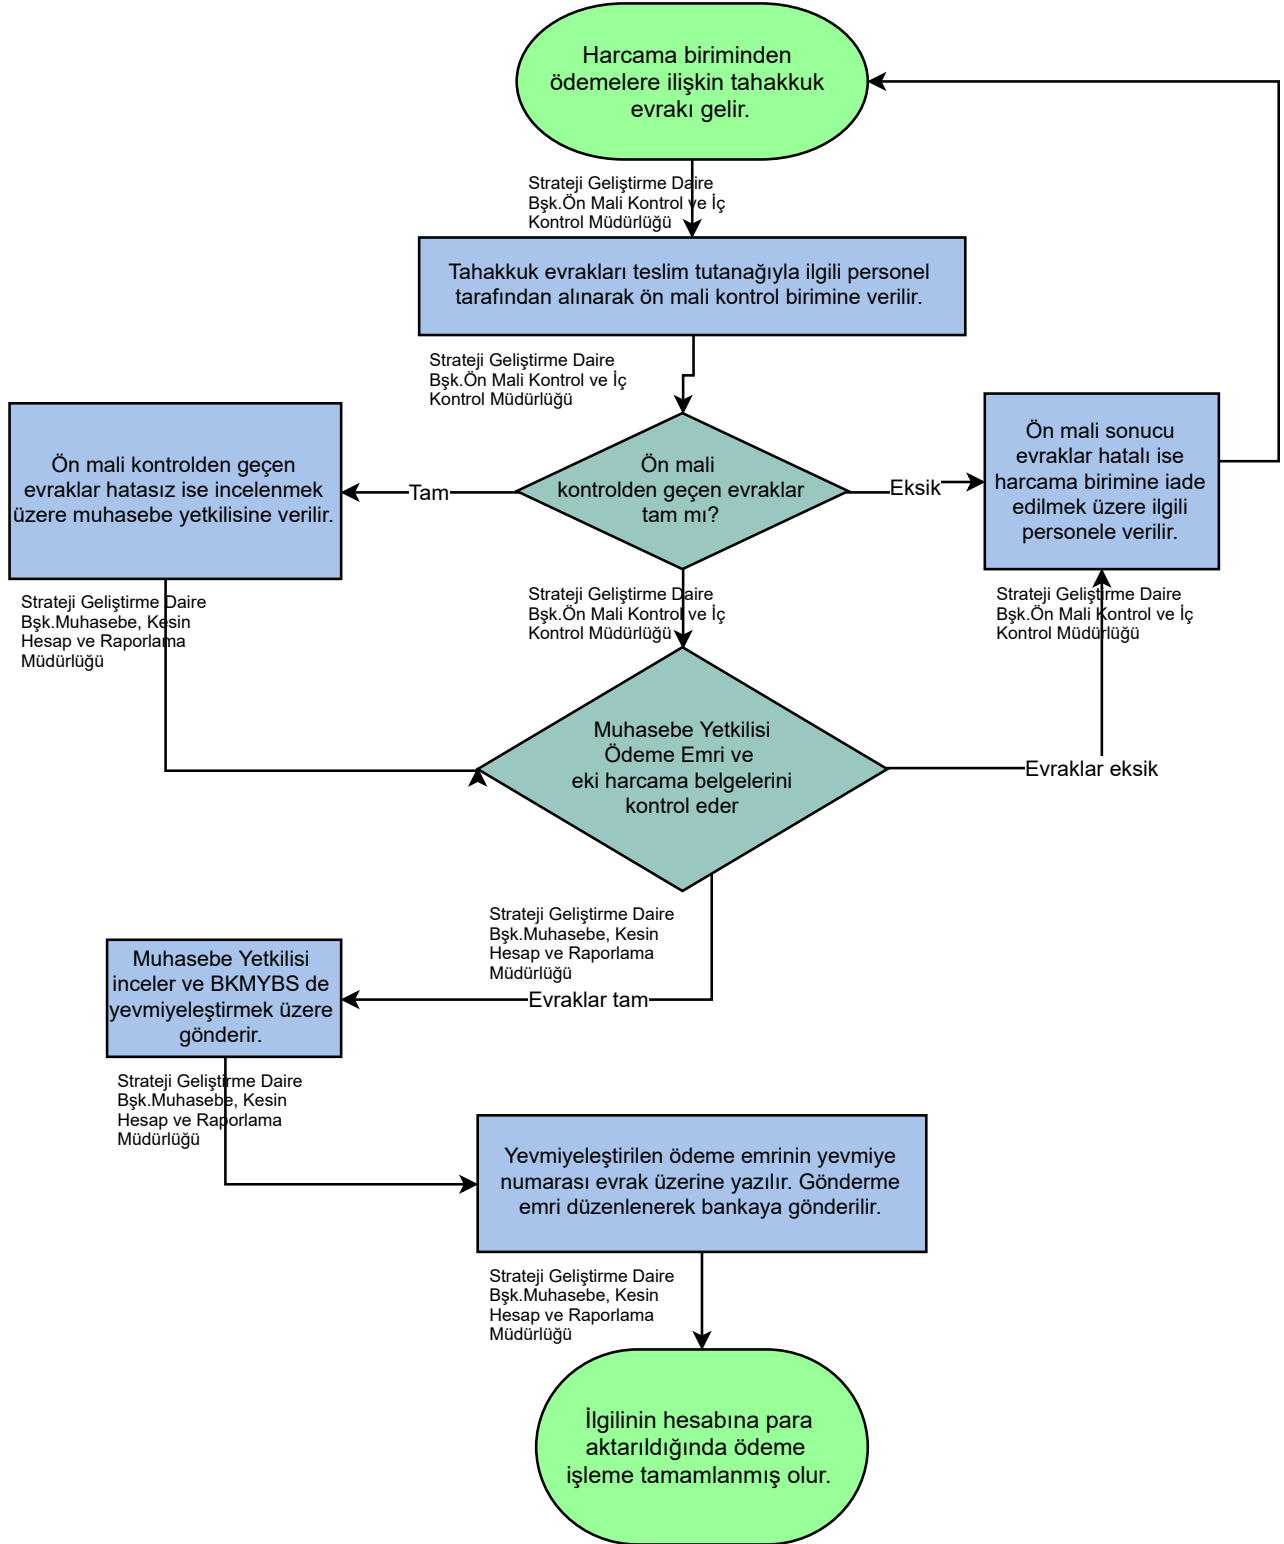 Harcama biriminden
ödemelere ilişkin tahakkuk
evrakı gelir.
Strateji Geliştirme Daire
Bşk.Ön Mali Kontrol ve İç
Kontrol Müdürlüğü
Tahakkuk evrakları teslim tutanağıyla ilgili personel
tarafından alınarak ön mali kontrol birimine verilir.
Strateji Geliştirme Daire
Bşk.Ön Mali Kontrol ve İç
Kontrol Müdürlüğü
Ön mali kontrolden geçen
evraklar hatasız ise incelenmek
üzere muhasebe yetkilisine verilir.
Tam
Ön mali
kontrolden geçen evraklar
tam mı?
Eksik
Ön mali sonucu
evraklar hatalı ise
harcama birimine iade
edilmek üzere ilgili
personele verilir.
Strateji Geliştirme Daire
Bşk.Muhasebe, Kesin
Hesap ve Raporlama
Müdürlüğü
Strateji Geliştirme Daire
Bşk.Ön Mali Kontrol ve İç
Kontrol Müdürlüğü
Strateji Geliştirme Daire
Bşk.Ön Mali Kontrol ve İç
Kontrol Müdürlüğü
Muhasebe Yetkilisi
Ödeme Emri ve
eki harcama belgelerini
kontrol eder
Evraklar eksik
Strateji Geliştirme Daire
Bşk.Muhasebe, Kesin
Hesap ve Raporlama
Müdürlüğü
Evraklar tam
Muhasebe Yetkilisi
inceler ve BKMYBS de
yevmiyeleştirmek üzere
gönderir.
Strateji Geliştirme Daire
Bşk.Muhasebe, Kesin
Hesap ve Raporlama
Müdürlüğü
Yevmiyeleştirilen ödeme emrinin yevmiye
numarası evrak üzerine yazılır. Gönderme
emri düzenlenerek bankaya gönderilir.
Strateji Geliştirme Daire
Bşk.Muhasebe, Kesin
Hesap ve Raporlama
Müdürlüğü
İlgilinin hesabına para
aktarıldığında ödeme
işleme tamamlanmış olur.